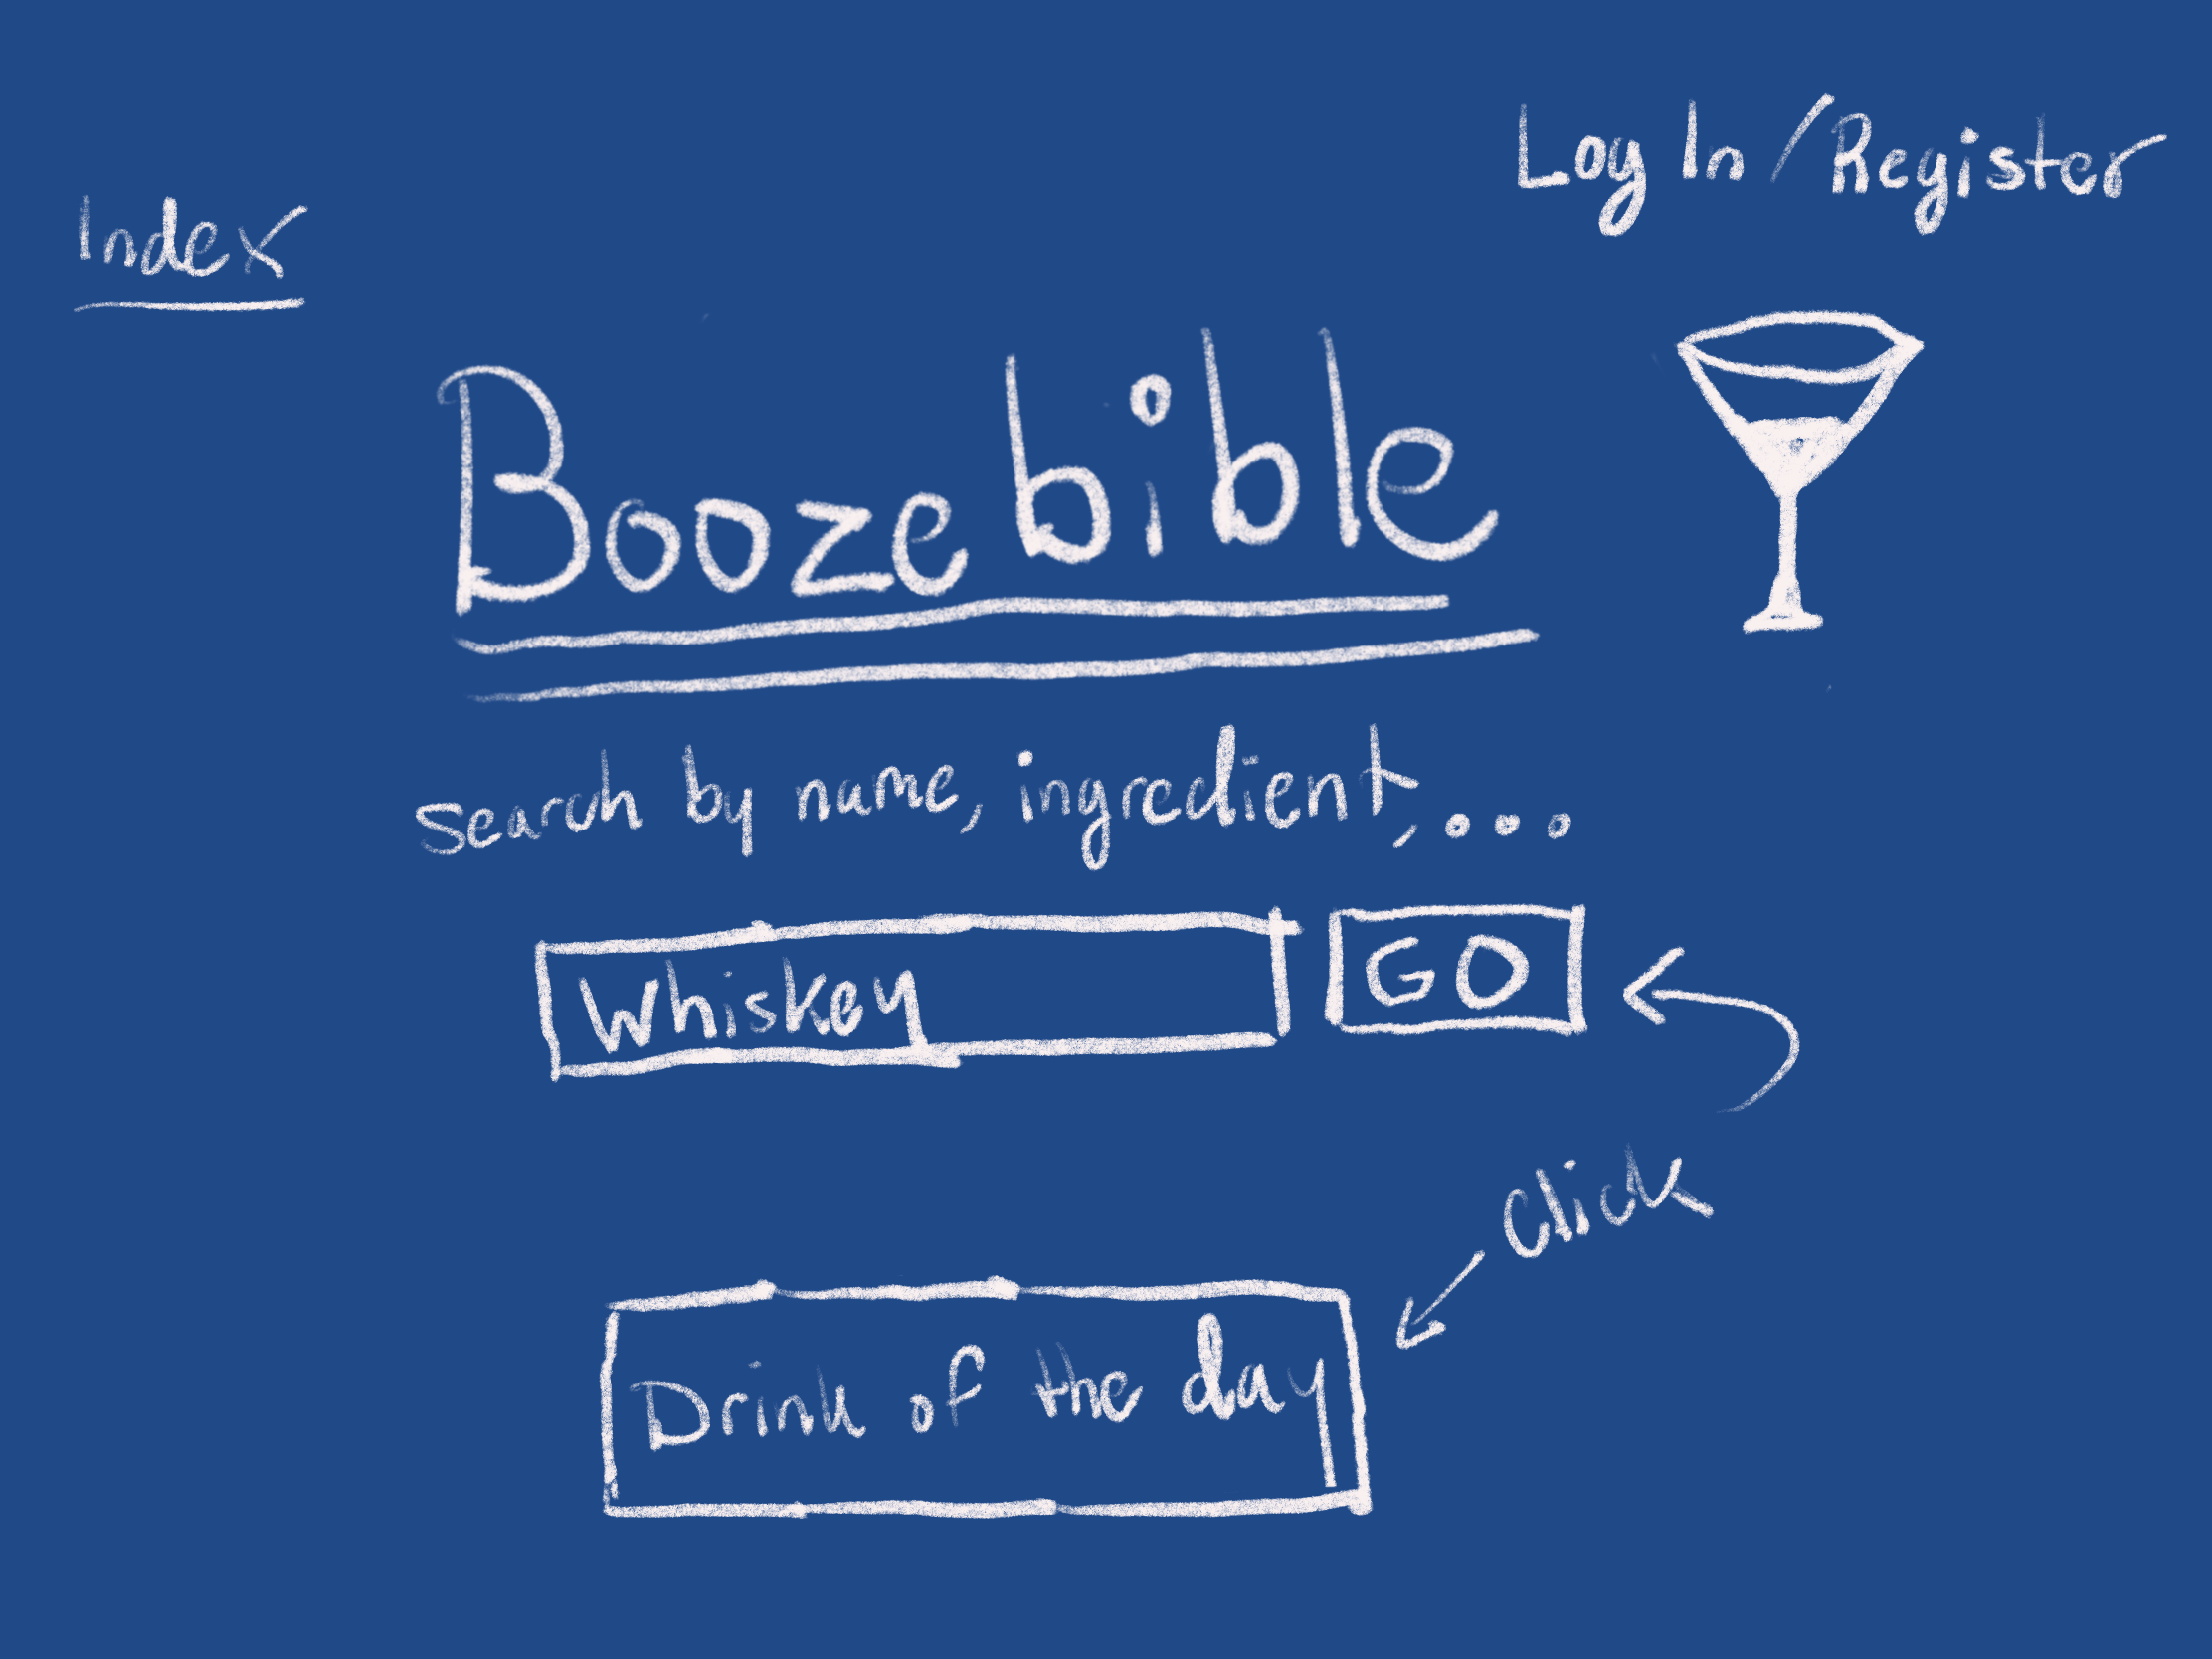 Log In / Register
Index
Boozebible
Search by name, ingredient, ...
Whiskey
GO
Click
Drink of the day